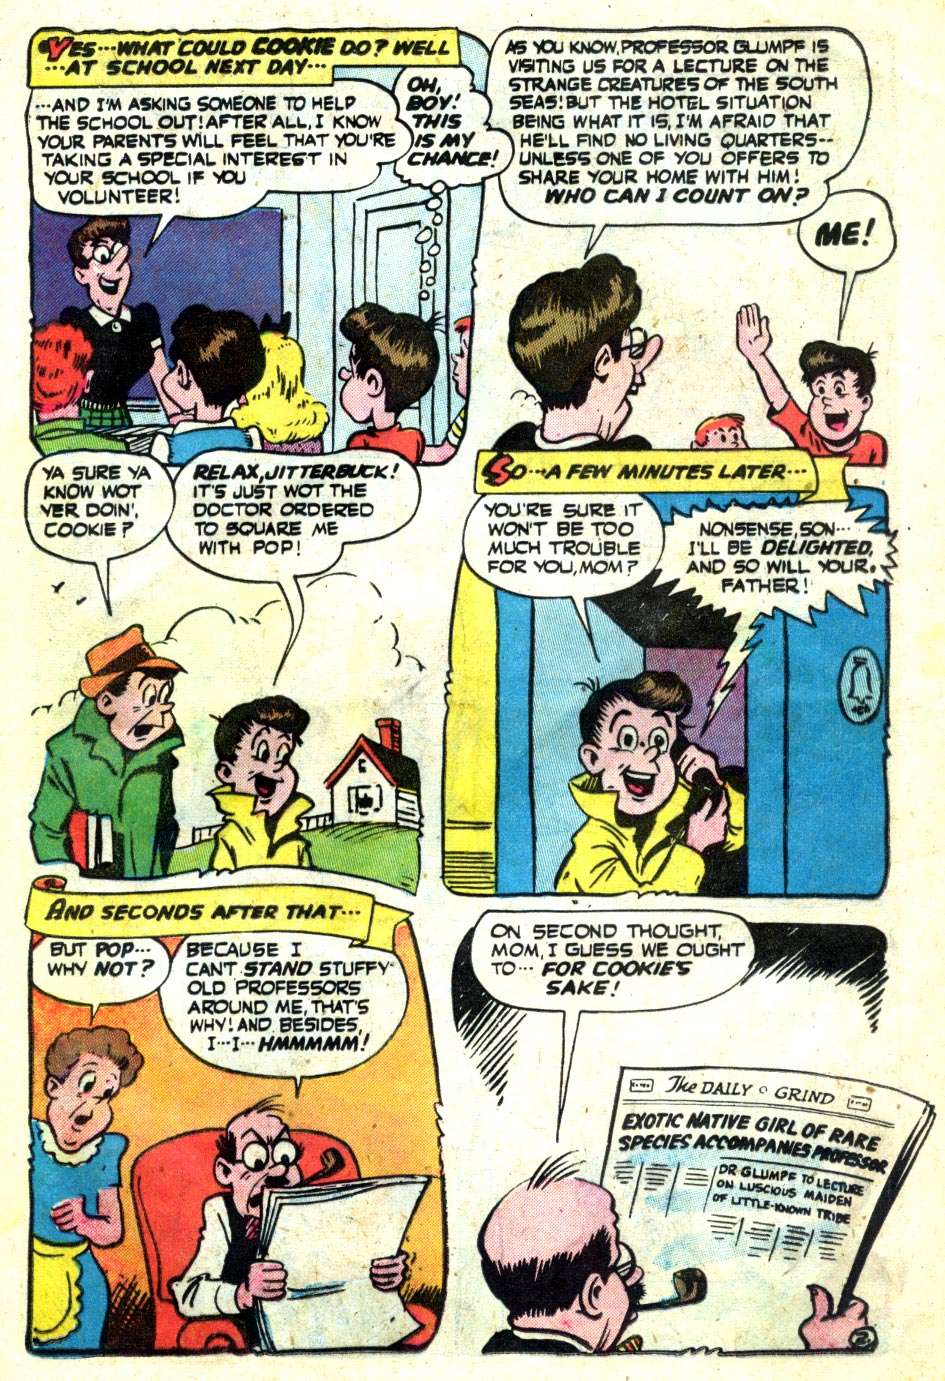 YES---WHAT COULD COOKIE DO? WELL
---AT SCHOOL NEXT DAY---
---AND I'M ASKING SOMEONE TO HELP
THE SCHOOL OUT! AFTER ALL, I KNOW
YOUR PARENTS WILL FEEL THAT YOU'RE
TAKING A SPECIAL INTEREST IN
YOUR SCHOOL IF YOU
VOLUNTEER!
OH,
BOY!
THIS
IS MY
CHANCE!
AS YOU KNOW, PROFESSOR GLUMPF IS
VISITING US FOR A LECTURE ON THE
STRANGE CREATURES OF THE SOUTH
SEAS! BUT THE HOTEL SITUATION
BEING WHAT IT IS, I'M AFRAID THAT
HE'LL FIND NO LIVING QUARTERS--
UNLESS ONE OF YOU OFFERS TO
SHARE YOUR HOME WITH HIM!
WHO CAN I COUNT ON?
ME!
YA SURE YA
KNOW WOT
YER DOIN',
COOKIE?
RELAX, JITTERBUCK!
IT'S JUST WOT THE
DOCTOR ORDERED
TO SQUARE ME
WITH POP!
SO---A FEW MINUTES LATER---
YOU'RE SURE IT
WON'T BE TOO
MUCH TROUBLE
FOR YOU, MOM?
NONSENSE, SON---
I'LL BE DELIGHTED,
AND SO WILL YOUR
FATHER!
AND SECONDS AFTER THAT---
BUT POP---
WHY NOT?
BECAUSE I
CAN'T STAND STUFFY
OLD PROFESSORS
AROUND ME, THAT'S
WHY! AND BESIDES,
I---I--- HMMMMM!
ON SECOND THOUGHT,
MOM, I GUESS WE OUGHT
TO--- FOR COOKIE'S
SAKE!
The DAILY GRIND
EXOTIC NATIVE GIRL OF RARE
SPECIES ACCOMPANIES PROFESSOR
DR GLUMPF TO LECTURE
ON LUSCIOUS MAIDEN
OF LITTLE-KNOWN TRIBE
2